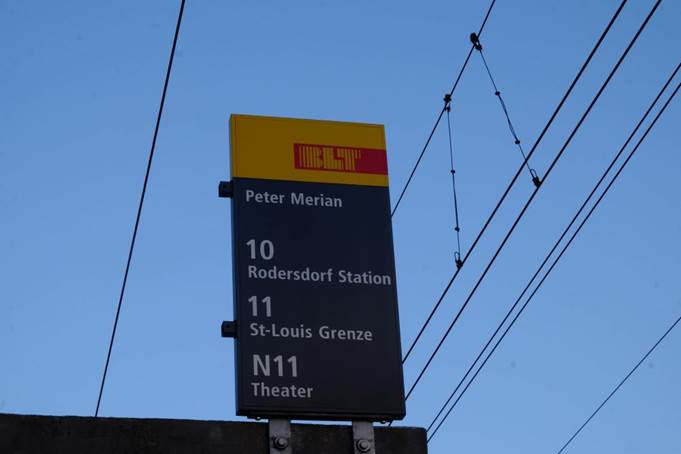 BLT
Peter Merian
10
Rodersdorf Station
11
St-Louis Grenze
N11
Theater